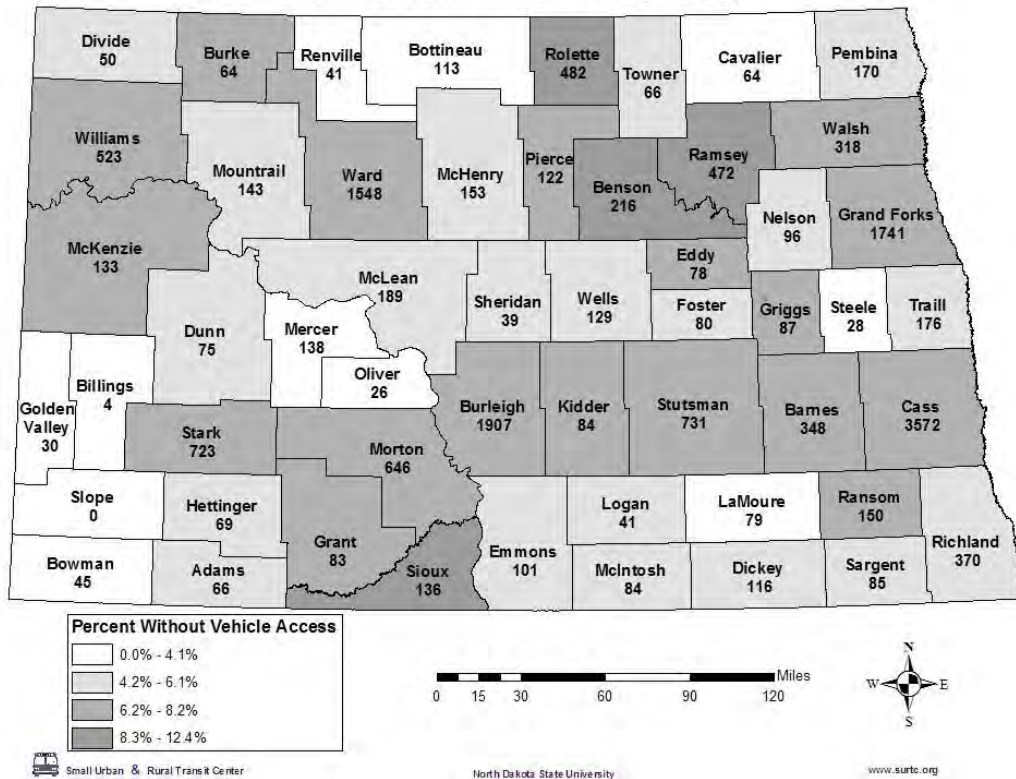 Divide
50
Burke
64
Renville
41
Bottineau
113
Rolette
482
Towner
66
Cavalier
64
Pembina
170
Williams
523
Mountrail
143
Ward
1548
McHenry
153
Pierce
122
Benson
216
Ramsey
472
Walsh
318
Nelson
96
Grand Forks
1741
McKenzie
133
Dunn
75
McLean
189
Mercer
138
Oliver
26
Sheridan
39
Wells
129
Eddy
78
Foster
80
Griggs
87
Steele
28
Traill
176
Golden
Valley
30
Billings
4
Stark
723
Morton
646
Burleigh
1907
Kidder
84
Stutsman
731
Barnes
348
Cass
3572
Slope
0
Hettinger
69
Grant
83
Bowman
45
Adams
66
Sioux
136
Emmons
101
Logan
41
LaMoure
79
Ransom
150
Richland
370
McIntosh
84
Dickey
116
Sargent
85
Percent Without Vehicle Access
0.0% - 4.1%
4.2% - 6.1%
6.2% - 8.2%
8.3% - 12.4%
Miles
0 15 30 60 90 120
N
W E
S
Small Urban & Rural Transit Center
North Dakota State University
www.surtc.org